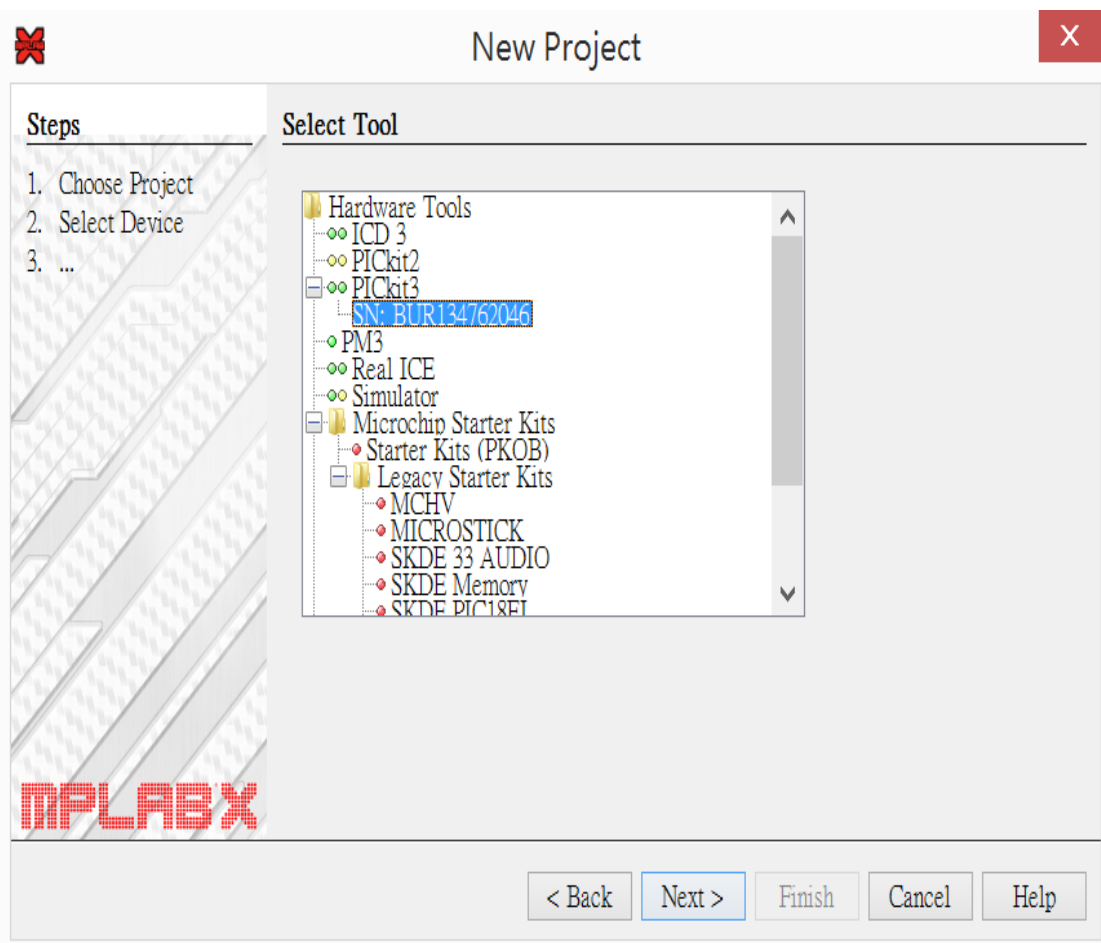 New Project
X
Steps
1. Choose Project
2. Select Device
3. ...
Select Tool
Hardware Tools
ICD 3
PICkit2
PICkit3
SN: BUR134762046
PM3
Real ICE
Simulator
Microchip Starter Kits
Starter Kits (PKOB)
Legacy Starter Kits
MCHV
MICROSTICK
SKDE 33 AUDIO
SKDE Memory
SKDE PIC18FJ
MPLAB X
< Back
Next >
Finish
Cancel
Help